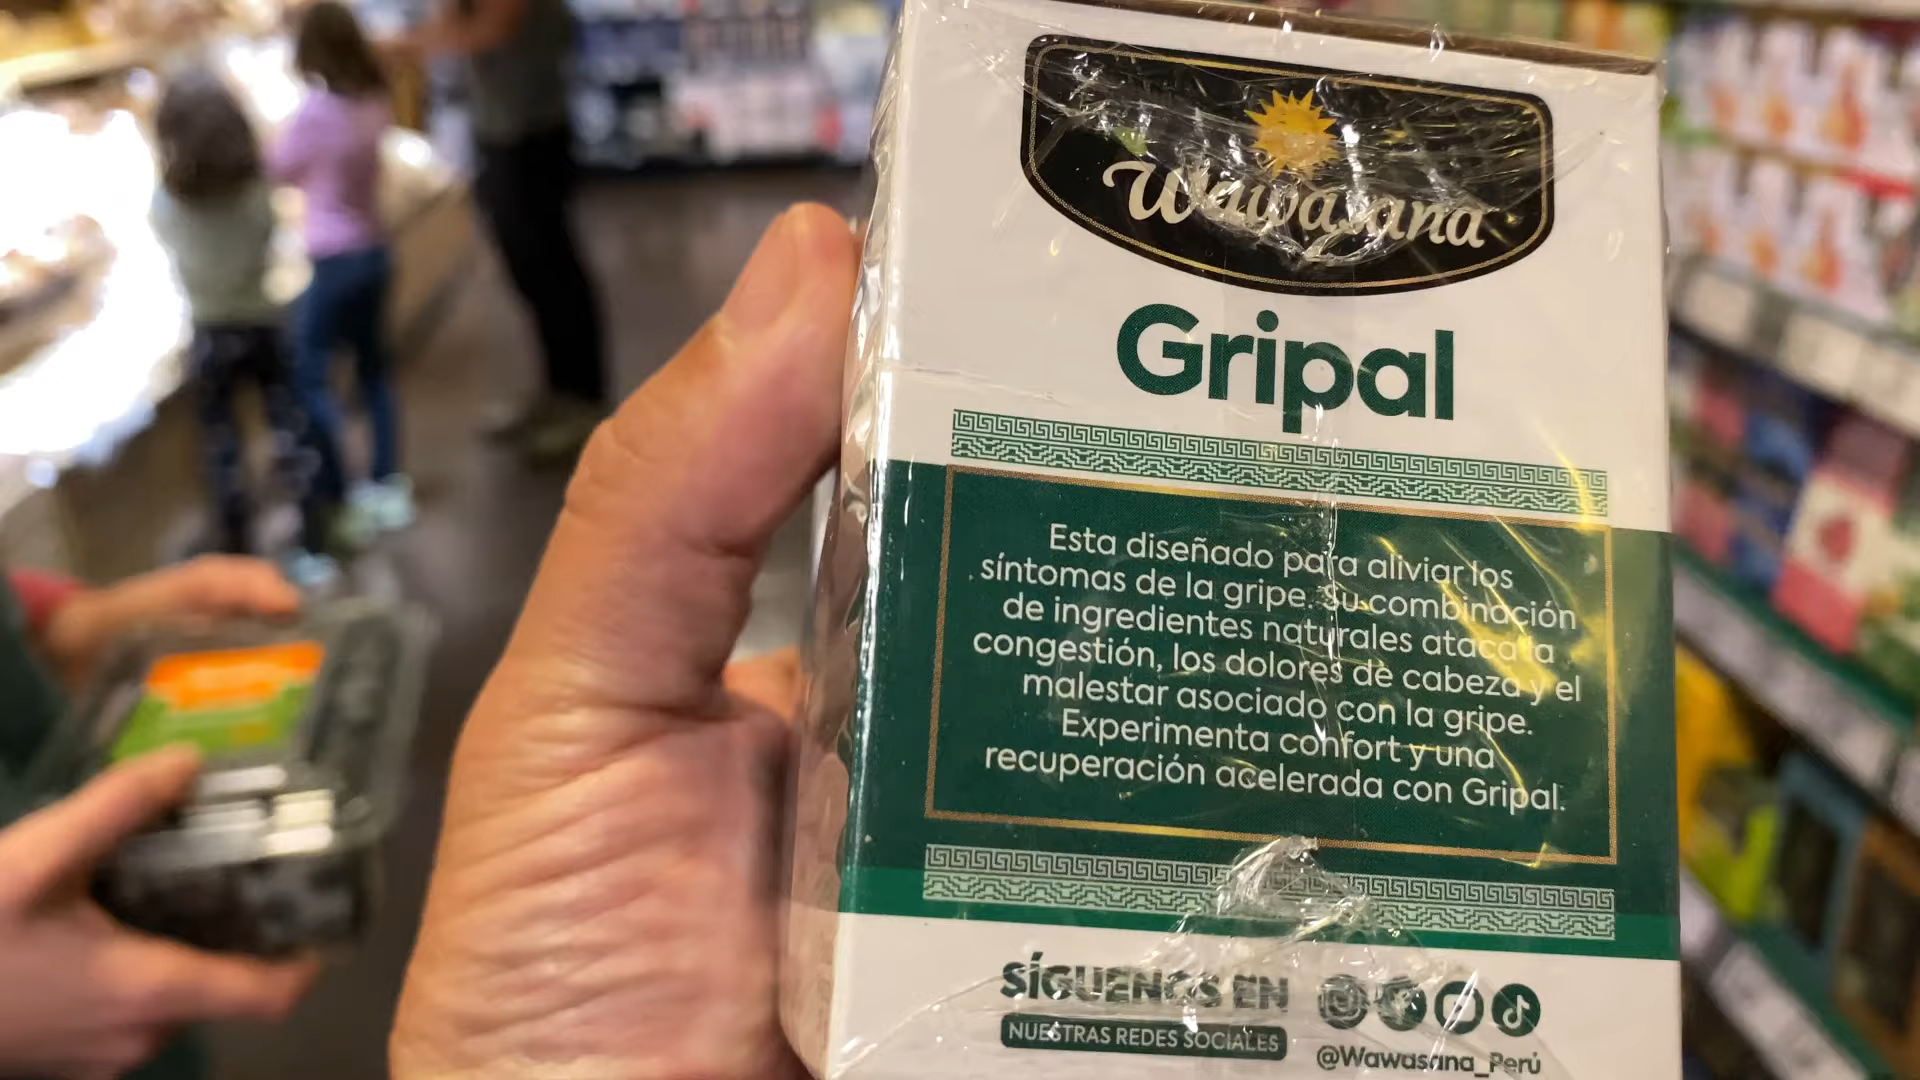 Wawasana
Gripal
Esta diseñado para aliviar los
síntomas de la gripe. Su combinación
de ingredientes naturales ataca la
congestión, los dolores de cabeza y el
malestar asociado con la gripe.
Experimenta confort y una
recuperación acelerada con Gripal.
SÍGUENOS EN
NUESTRAS REDES SOCIALES
@Wawasana_Perú